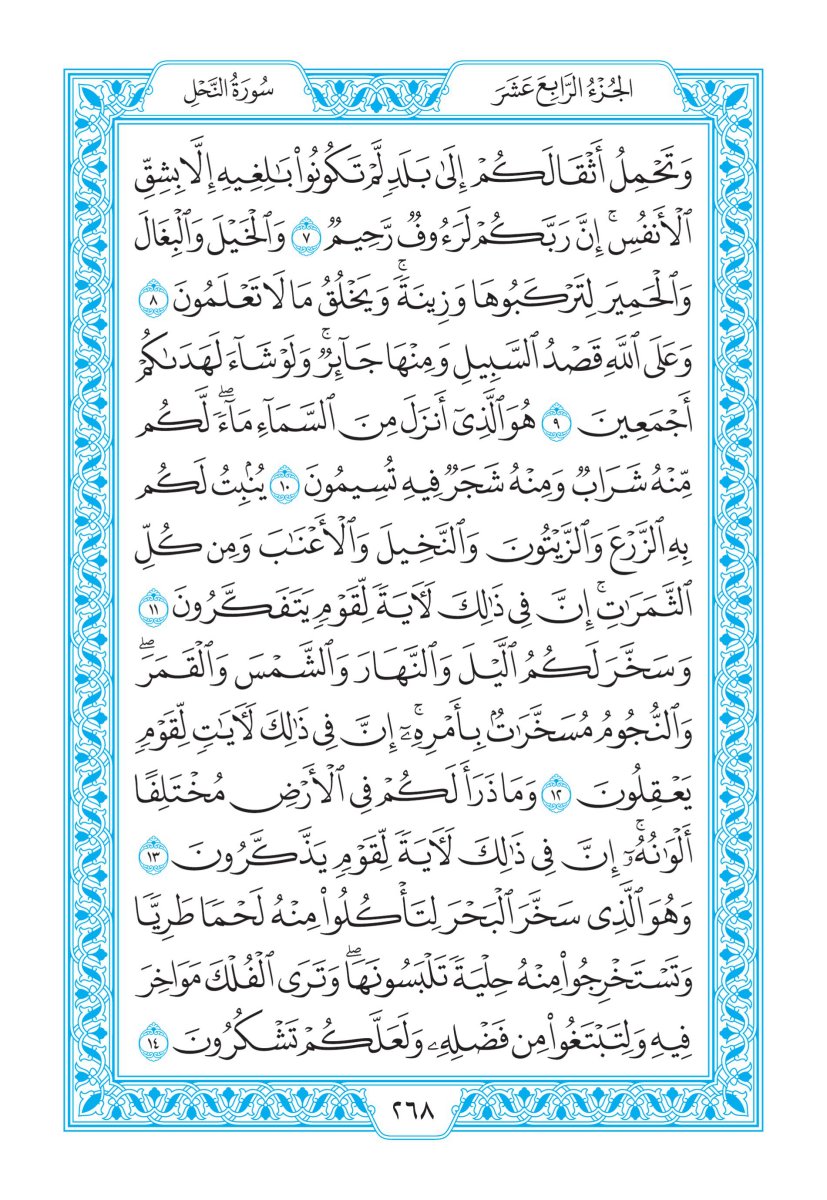 الجُزْءُ الرَّابِعَ عَشَرَ
سُورَةُ النَّحْلِ
وَتَحْمِلُ أَثْقَالَكُمْ إِلَىٰ بَلَدٍ لَّمْ تَكُونُوا۟ بَـٰلِغِيهِ إِلَّا بِشِقِّ
ٱلْأَنفُسِ ۚ إِنَّ رَبَّكُمْ لَرَءُوفٌ رَّحِيمٌ ٧ وَٱلْخَيْلَ وَٱلْبِغَالَ
وَٱلْحَمِيرَ لِتَرْكَبُوهَا وَزِينَةً ۚ وَيَخْلُقُ مَا لَا تَعْلَمُونَ ٨
وَعَلَى ٱللَّهِ قَصْدُ ٱلسَّبِيلِ وَمِنْهَا جَآئِرٌ ۚ وَلَوْ شَآءَ لَهَدَىٰكُمْ
أَجْمَعِينَ ٩ هُوَ ٱلَّذِىٓ أَنزَلَ مِنَ ٱلسَّمَآءِ مَآءً ۖ لَّكُم
مِّنْهُ شَرَابٌ وَمِنْهُ شَجَرٌ فِيهِ تُسِيمُونَ ١٠ يُنۢبِتُ لَكُم
بِهِ ٱلزَّرْعَ وَٱلزَّيْتُونَ وَٱلنَّخِيلَ وَٱلْأَعْنَـٰبَ وَمِن كُلِّ
ٱلثَّمَرَٰتِ ۗ إِنَّ فِى ذَٰلِكَ لَـَٔايَةً لِّقَوْمٍ يَتَفَكَّرُونَ ١١
وَسَخَّرَ لَكُمُ ٱلَّيْلَ وَٱلنَّهَارَ وَٱلشَّمْسَ وَٱلْقَمَرَ ۖ
وَٱلنُّجُومُ مُسَخَّرَٰتٌۢ بِأَمْرِهِۦٓ ۗ إِنَّ فِى ذَٰلِكَ لَـَٔايَـٰتٍ لِّقَوْمٍ
يَعْقِلُونَ ١٢ وَمَا ذَرَأَ لَكُمْ فِى ٱلْأَرْضِ مُخْتَلِفًا
أَلْوَٰنُهُۥٓ ۗ إِنَّ فِى ذَٰلِكَ لَـَٔايَةً لِّقَوْمٍ يَذَّكَّرُونَ ١٣
وَهُوَ ٱلَّذِى سَخَّرَ ٱلْبَحْرَ لِتَأْكُلُوا۟ مِنْهُ لَحْمًا طَرِيًّا
وَتَسْتَخْرِجُوا۟ مِنْهُ حِلْيَةً تَلْبَسُونَهَا ۖ وَتَرَى ٱلْفُلْكَ مَوَاخِرَ
فِيهِ وَلِتَبْتَغُوا۟ مِن فَضْلِهِۦ وَلَعَلَّكُمْ تَشْكُرُونَ ١٤
٢٦٨